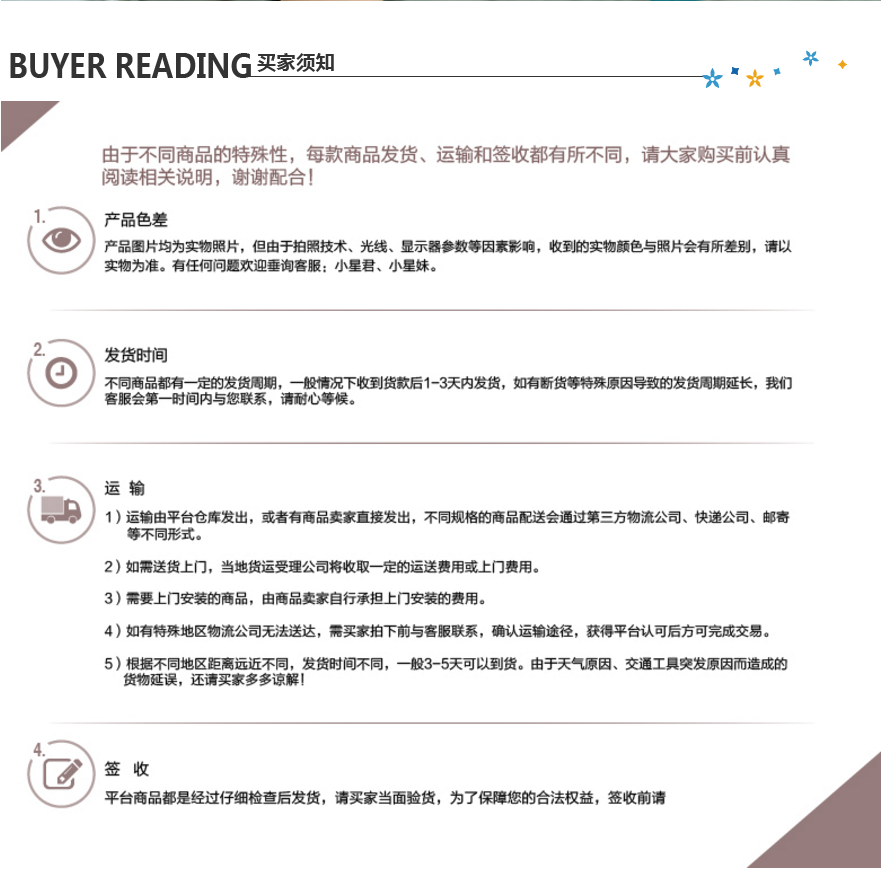 BUYER READING 买家须知
由于不同商品的特殊性，每款商品发货、运输和签收都有所不同，请大家购买前认真
阅读相关说明，谢谢配合！
1.
产品色差
产品图片均为实物照片，但由于拍照技术、光线、显示器参数等因素影响，收到的实物颜色与照片会有所差别，请以
实物为准。有任何问题欢迎垂询客服；小星君、小星妹。
2.
发货时间
不同商品都有一定的发货周期，一般情况下收到货款后1-3天内发货，如有断货等特殊原因导致的发货周期延长，我们
客服会第一时间内与您联系，请耐心等候。
3.
运 输
1）运输由平台仓库发出，或者有商品卖家直接发出，不同规格的商品配送会通过第三方物流公司、快递公司、邮寄
等不同形式。
2）如需送货上门，当地货运受理公司将收取一定的运送费用或上门费用。
3）需要上门安装的商品，由商品卖家自行承担上门安装的费用。
4）如有特殊地区物流公司无法送达，需买家拍下前与客服联系，确认运输途径，获得平台认可后方可完成交易。
5）根据不同地区距离远近不同，发货时间不同，一般3-5天可以到货。由于天气原因、交通工具突发原因而造成的
货物延误，还请买家多多谅解！
4.
签 收
平台商品都是经过仔细检查后发货，请买家当面验货，为了保障您的合法权益，签收前请